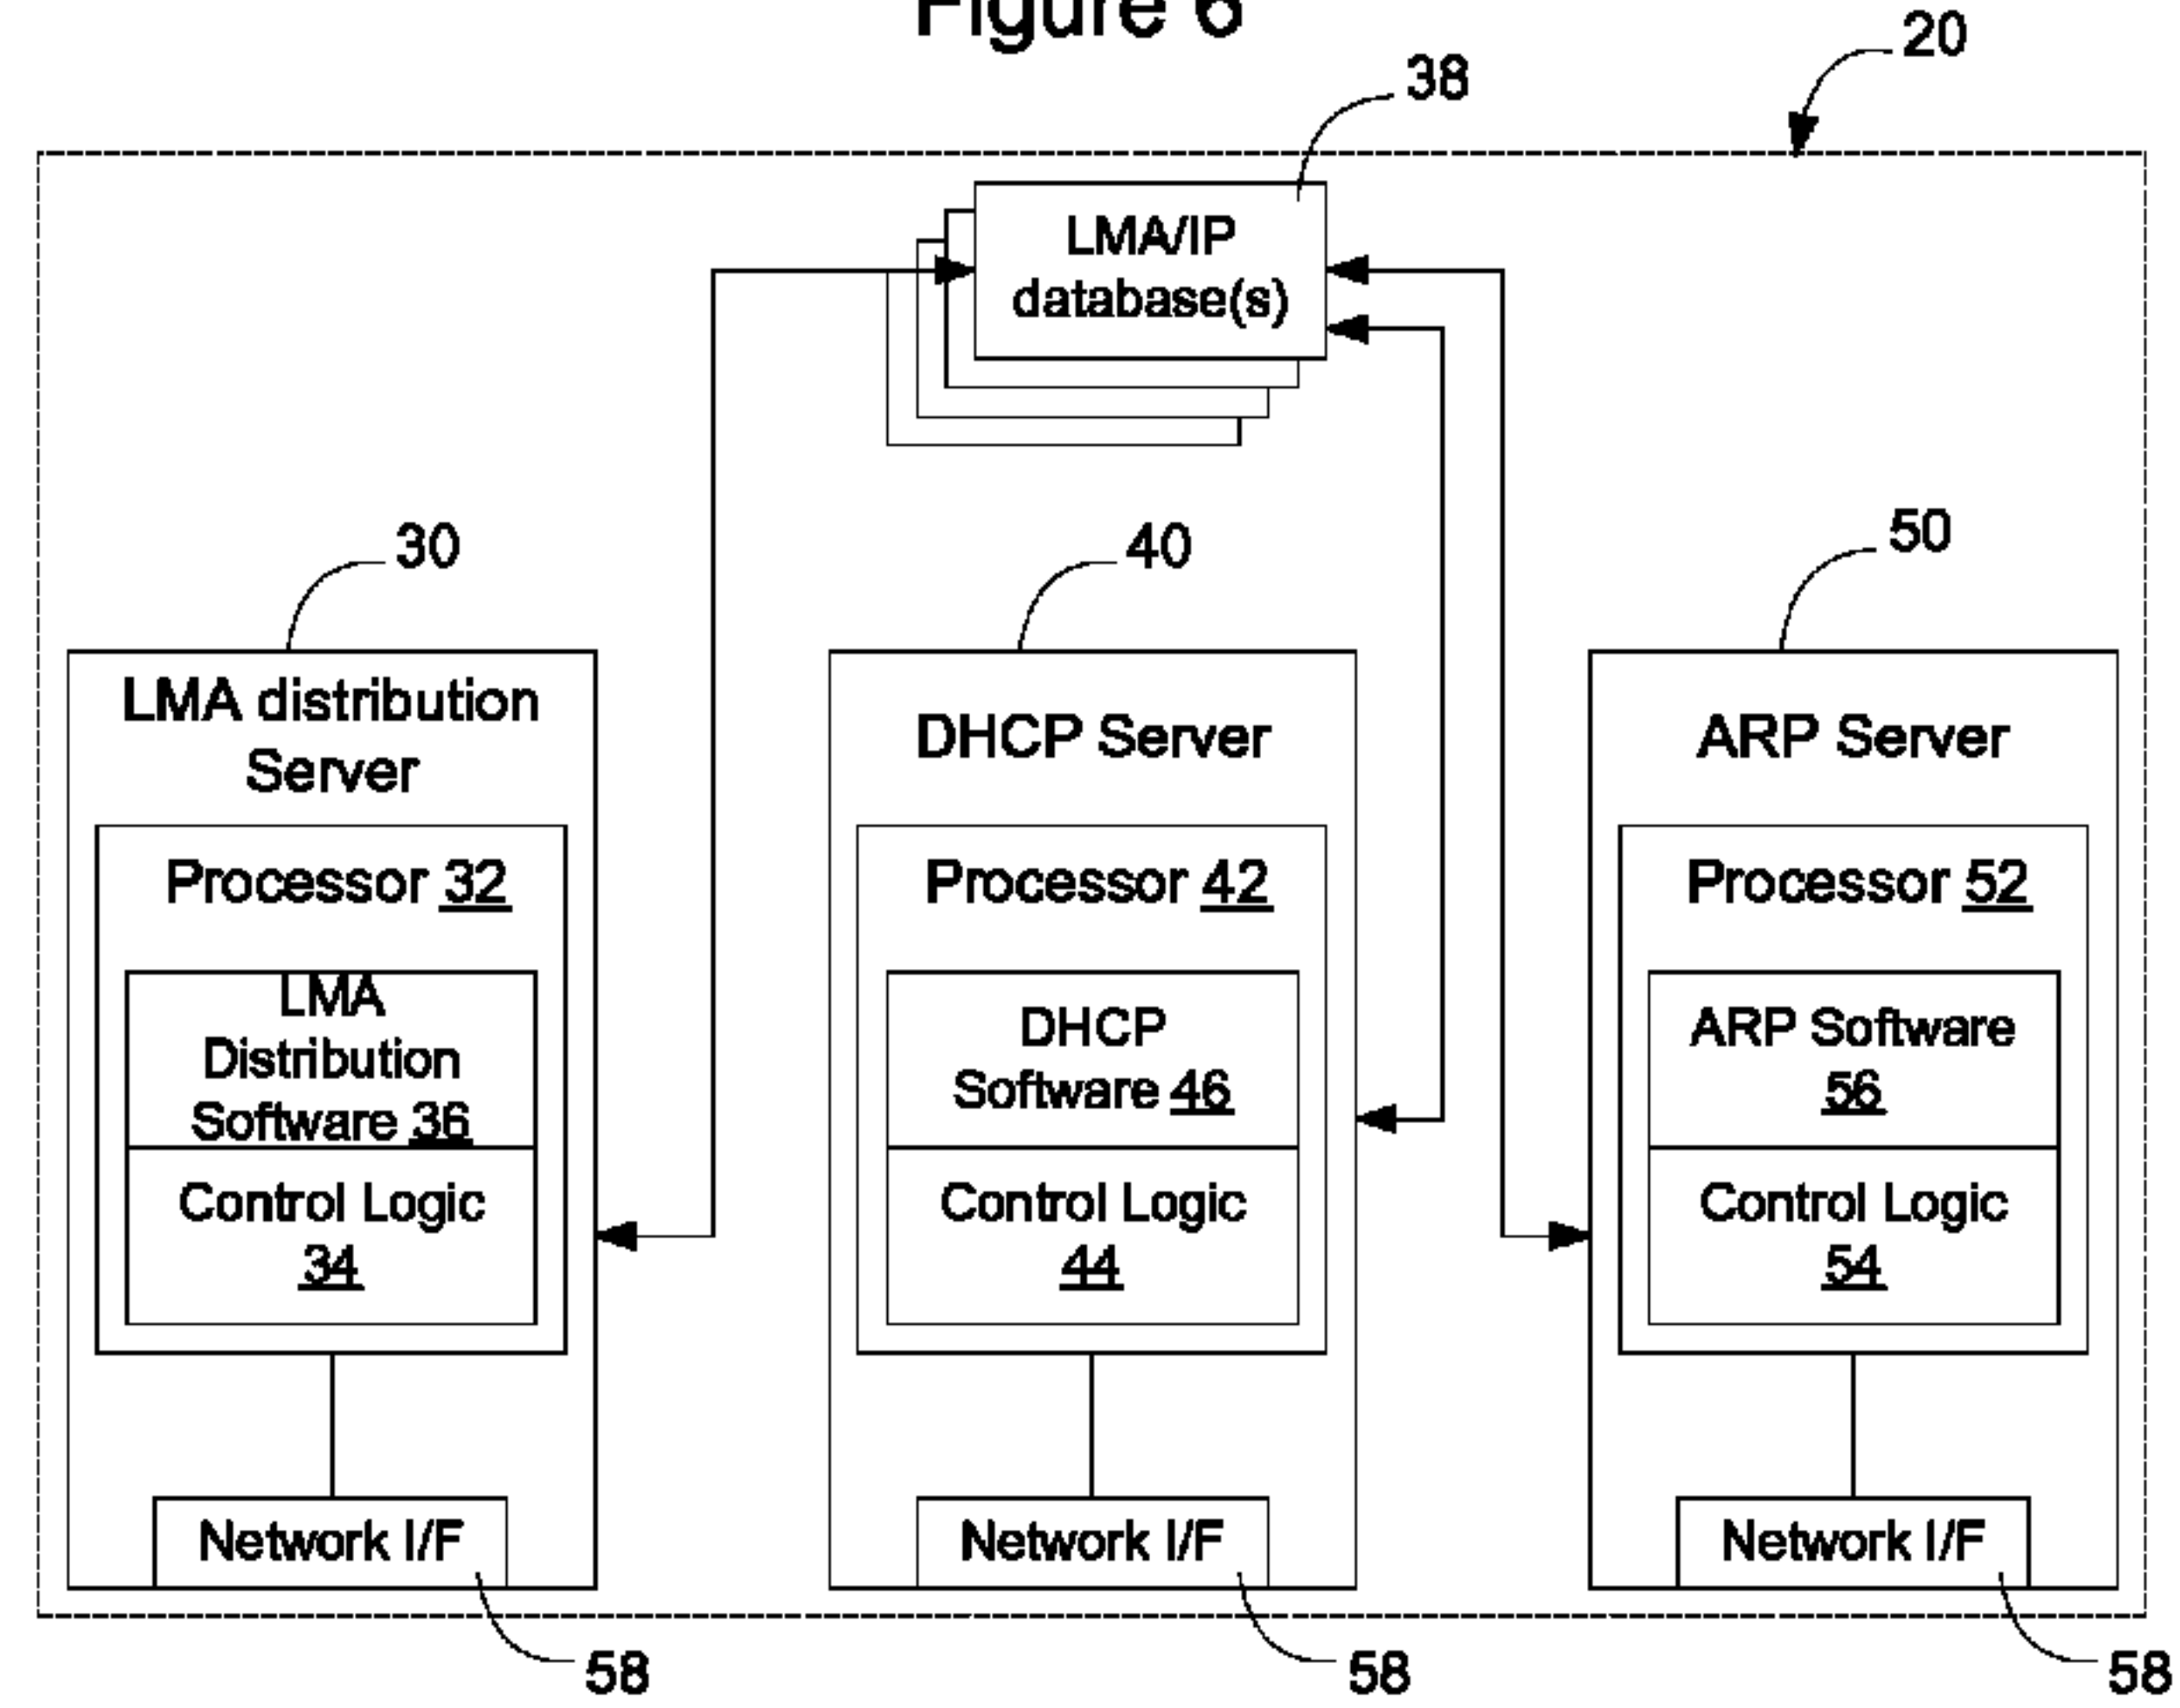 Figure 6
20
38
LMA/IP
database(s)
30
40
50
LMA distribution
Server
DHCP Server
ARP Server
Processor 32
Processor 42
Processor 52
LMA
Distribution
Software 36
DHCP
Software 46
ARP Software
56
Control Logic
34
Control Logic
44
Control Logic
54
Network I/F
Network I/F
Network I/F
58
58
58